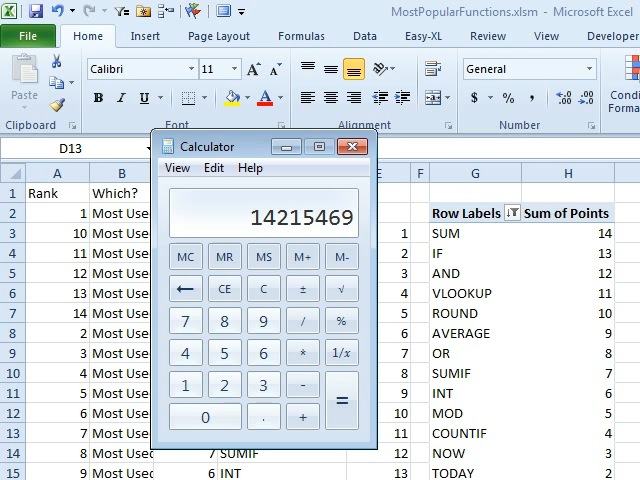 MostPopularFunctions.xlsm - Microsoft Excel
File Home Insert Page Layout Formulas Data Easy-XL Review View Developer
Calibri 11 General
Paste B I U $ % ,
Clipboard Font Alignment Number
D13
Calculator
View Edit Help
14215469
MC MR MS M+ M-
← CE C ± √
7 8 9 / %
4 5 6 * 1/x
1 2 3 - =
0 . +
A B E F G H
1 Rank Which?
2 1 Most Used Row Labels Sum of Points
3 10 Most Used 1 SUM 14
4 11 Most Used 2 IF 13
5 12 Most Used 3 AND 12
6 13 Most Used 4 VLOOKUP 11
7 14 Most Used 5 ROUND 10
8 2 Most Used 6 AVERAGE 9
9 3 Most Used 7 OR 8
10 4 Most Used 8 SUMIF 7
11 5 Most Used 9 INT 6
12 6 Most Used 10 MOD 5
13 7 Most Used 11 COUNTIF 4
14 8 Most Used 7 SUMIF 12 NOW 3
15 9 Most Used 6 INT 13 TODAY 2